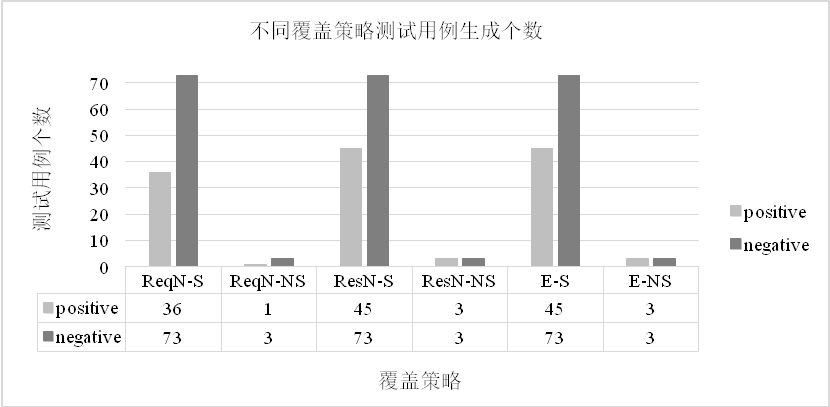 不同覆盖策略测试用例生成个数
测试用例个数
70
60
50
40
30
20
10
0
positive
negative
ReqN-S ReqN-NS ResN-S ResN-NS E-S E-NS
positive 36 1 45 3 45 3
negative 73 3 73 3 73 3
覆盖策略